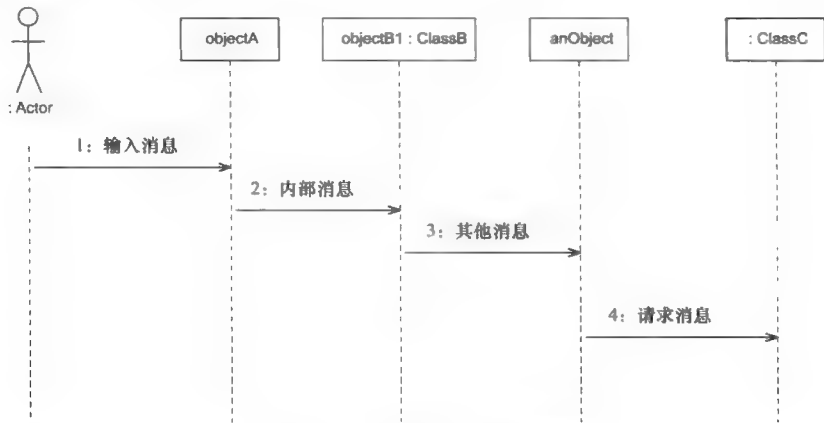 objectA
objectB1 : ClassB
anObject
: ClassC
: Actor
1：输入消息
2：内部消息
3：其他消息
4：请求消息